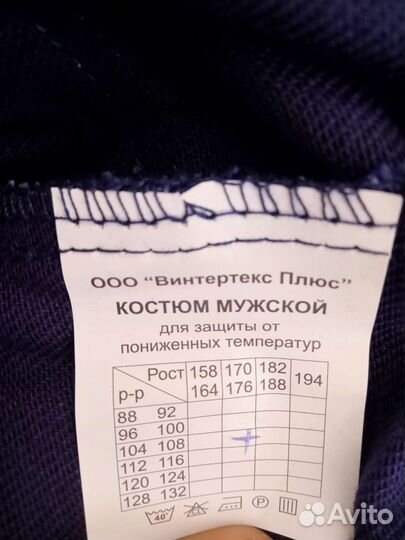 ООО "Винтертекс Плюс"
КОСТЮМ МУЖСКОЙ
для защиты от
пониженных температур
Рост 158 170 182 194
р-р 164 176 188
88 92
96 100
104 108
112 116
120 124
128 132
40° CL P
Avito